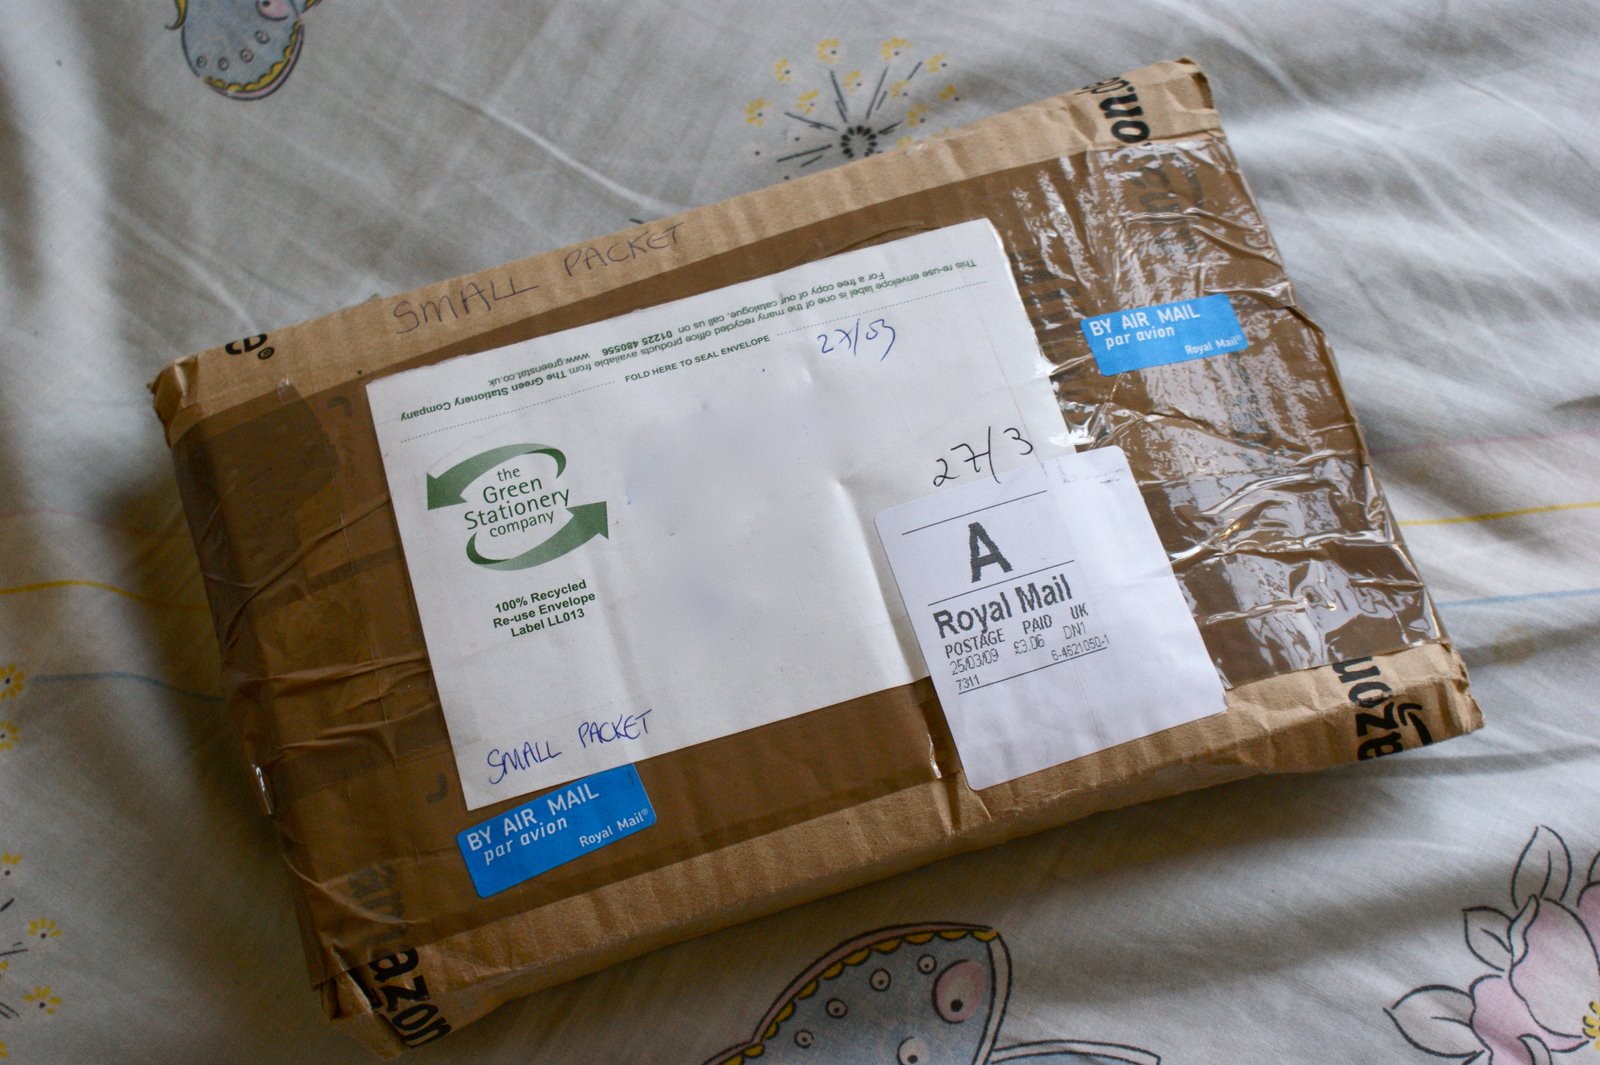 on.
e®
SMALL PACKET
This re-use envelope label is one of the many recycled office products available from The Green Stationery Company
For a free copy of our catalogue, call us on 01225 480556 www.greenstat.co.uk
FOLD HERE TO SEAL ENVELOPE
27/03
27/3
the
Green
Stationery
company
100% Recycled
Re-use Envelope
Label LL013
SMALL PACKET
BY AIR MAIL
par avion
Royal Mail®
A
Royal Mail
POSTAGE PAID UK
25/03/09 £3.06 DN1
6-4621050-1
7311
BY AIR MAIL
par avion
Royal Mail®
amazon
azon